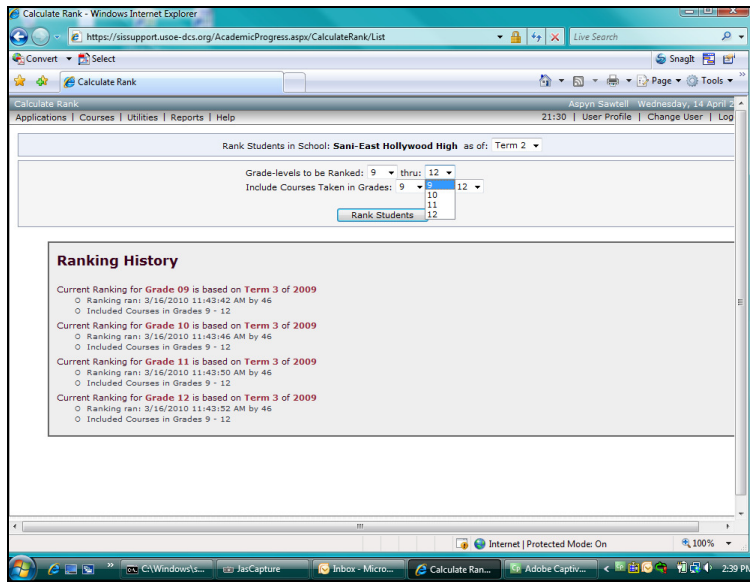 Calculate Rank - Windows Internet Explorer
https://sissupport.usoe-dcs.org/AcademicProgress.aspx/CalculateRank/List
Live Search
Convert Select
SnagIt
Calculate Rank
Page Tools
Calculate Rank Aspyn Sawtell Wednesday, 14 April 2
Applications | Courses | Utilities | Reports | Help 21:30 | User Profile | Change User | Log
Rank Students in School: Sani-East Hollywood High as of: Term 2
Grade-levels to be Ranked: 9 thru: 12
Include Courses Taken in Grades: 9 12
9
10
11
12
Rank Students
Ranking History
Current Ranking for Grade 09 is based on Term 3 of 2009
Ranking ran: 3/16/2010 11:43:42 AM by 46
Included Courses in Grades 9 - 12
Current Ranking for Grade 10 is based on Term 3 of 2009
Ranking ran: 3/16/2010 11:43:46 AM by 46
Included Courses in Grades 9 - 12
Current Ranking for Grade 11 is based on Term 3 of 2009
Ranking ran: 3/16/2010 11:43:50 AM by 46
Included Courses in Grades 9 - 12
Current Ranking for Grade 12 is based on Term 3 of 2009
Ranking ran: 3/16/2010 11:43:52 AM by 46
Included Courses in Grades 9 - 12
Internet | Protected Mode: On 100%
C:\Windows\s... JasCapture Inbox - Micro... Calculate Ran... Adobe Captiv... 2:39 PM